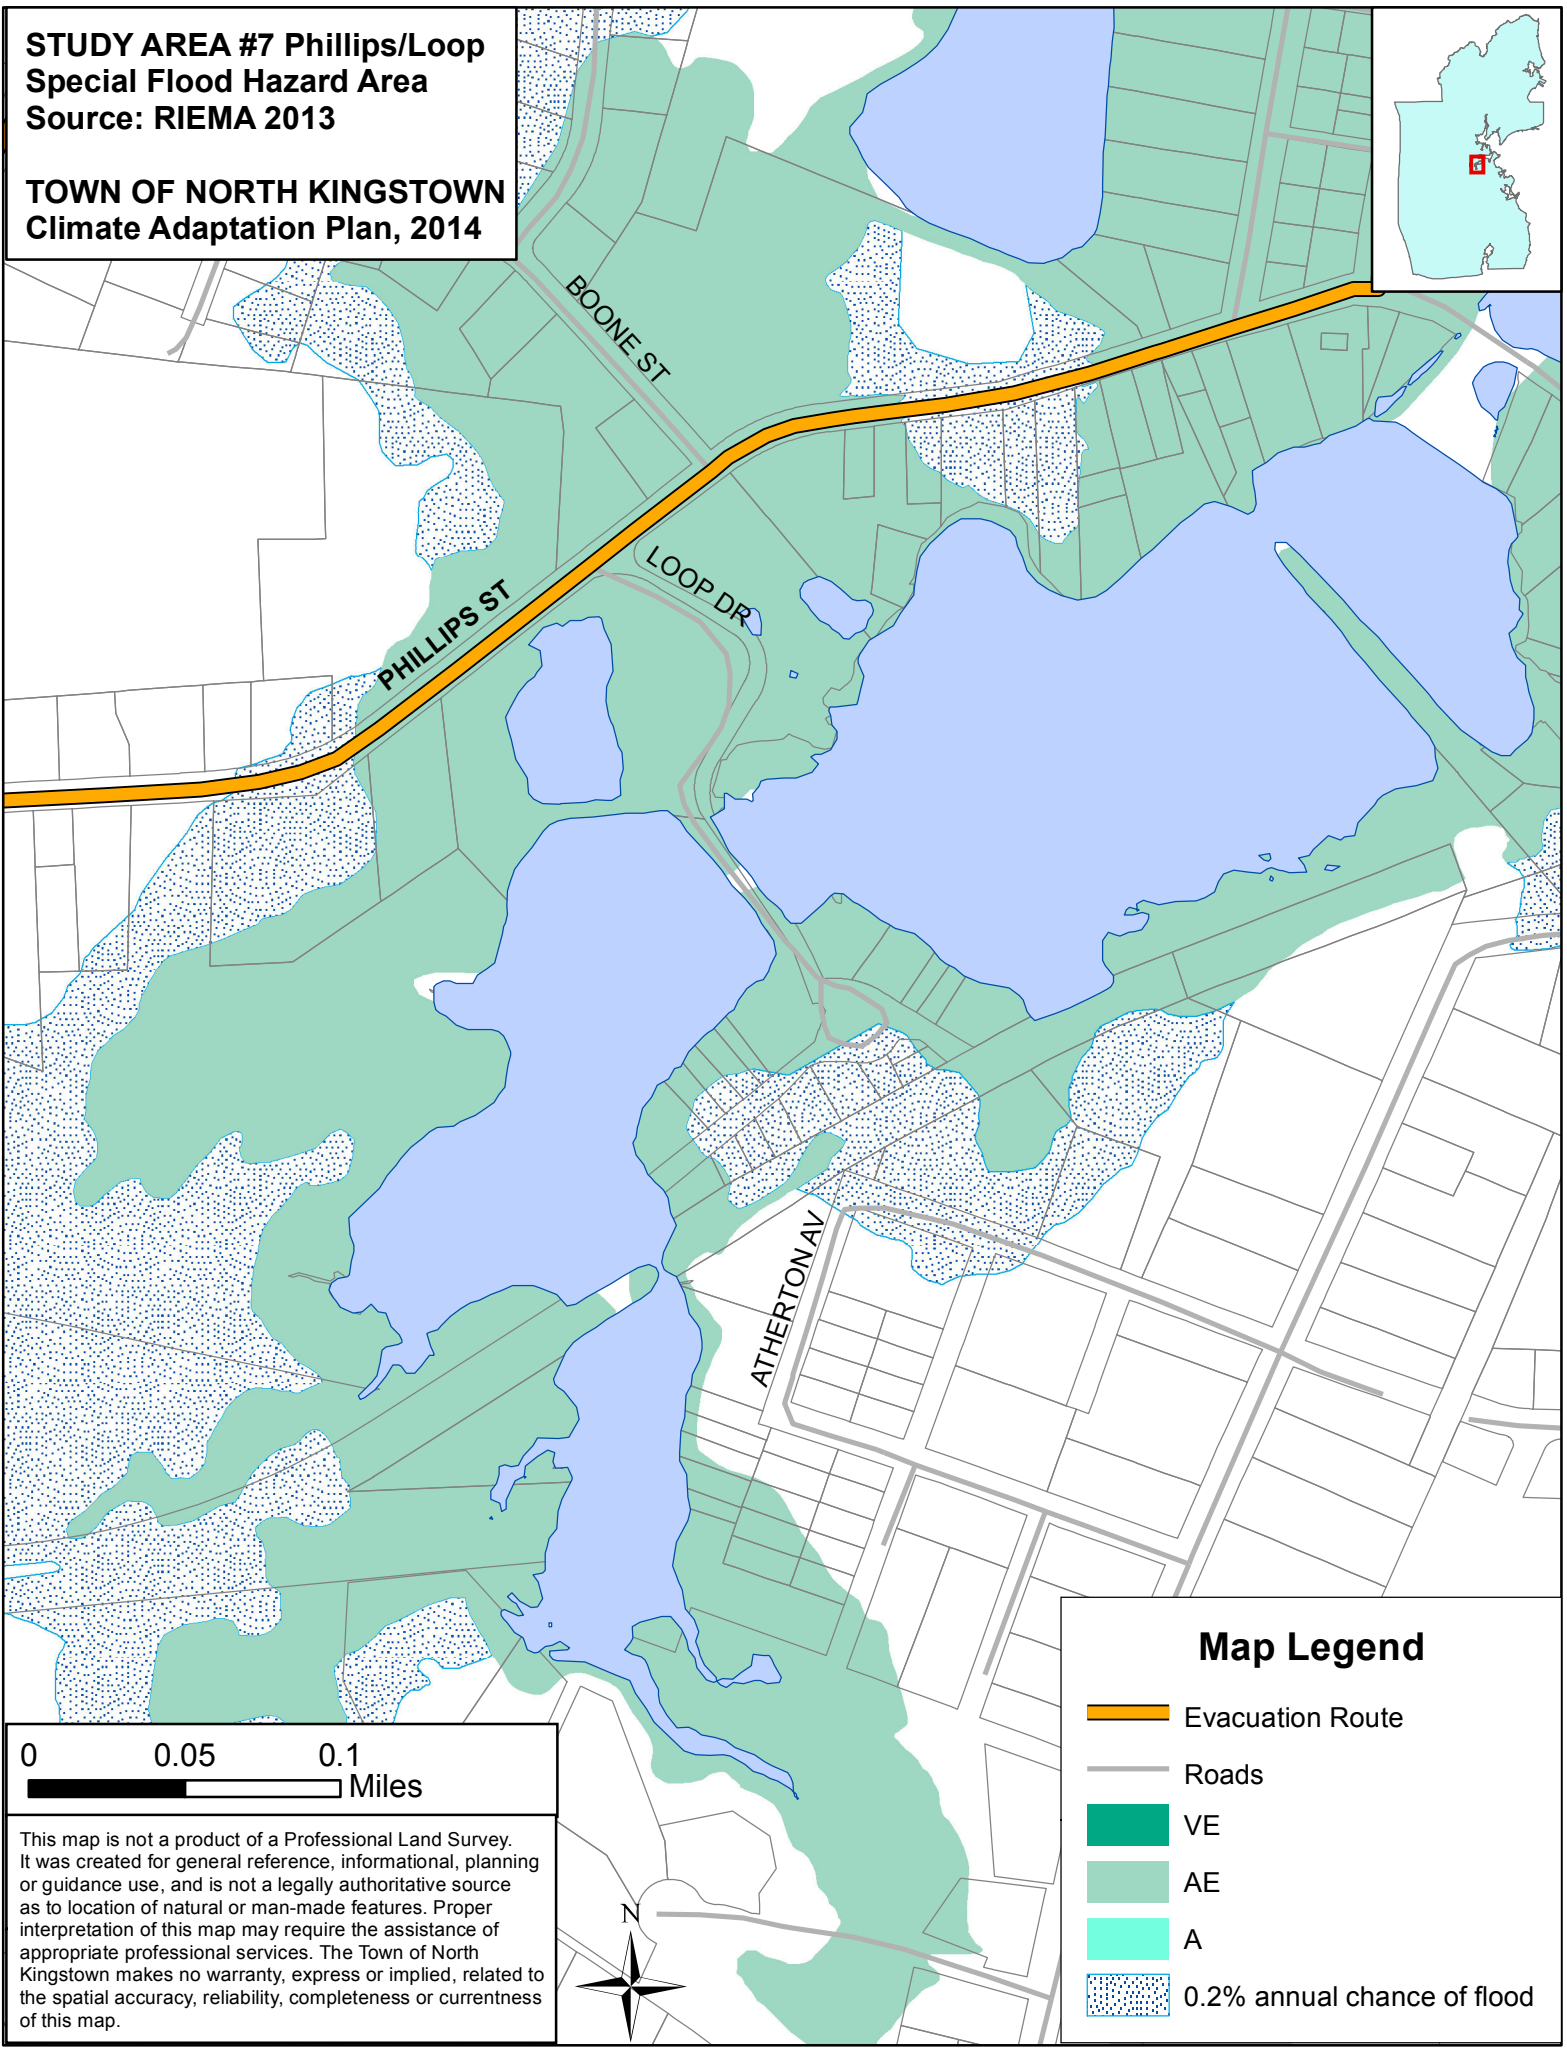 STUDY AREA #7 Phillips/Loop
Special Flood Hazard Area
Source: RIEMA 2013
TOWN OF NORTH KINGSTOWN
Climate Adaptation Plan, 2014
BOONE ST
LOOP DR
PHILLIPS ST
ATHERTON AV
Map Legend
Evacuation Route
Roads
VE
AE
A
0.2% annual chance of flood
0 0.05 0.1
Miles
This map is not a product of a Professional Land Survey.
It was created for general reference, informational, planning
or guidance use, and is not a legally authoritative source
as to location of natural or man-made features. Proper
interpretation of this map may require the assistance of
appropriate professional services. The Town of North
Kingstown makes no warranty, express or implied, related to
the spatial accuracy, reliability, completeness or currentness
of this map.
N